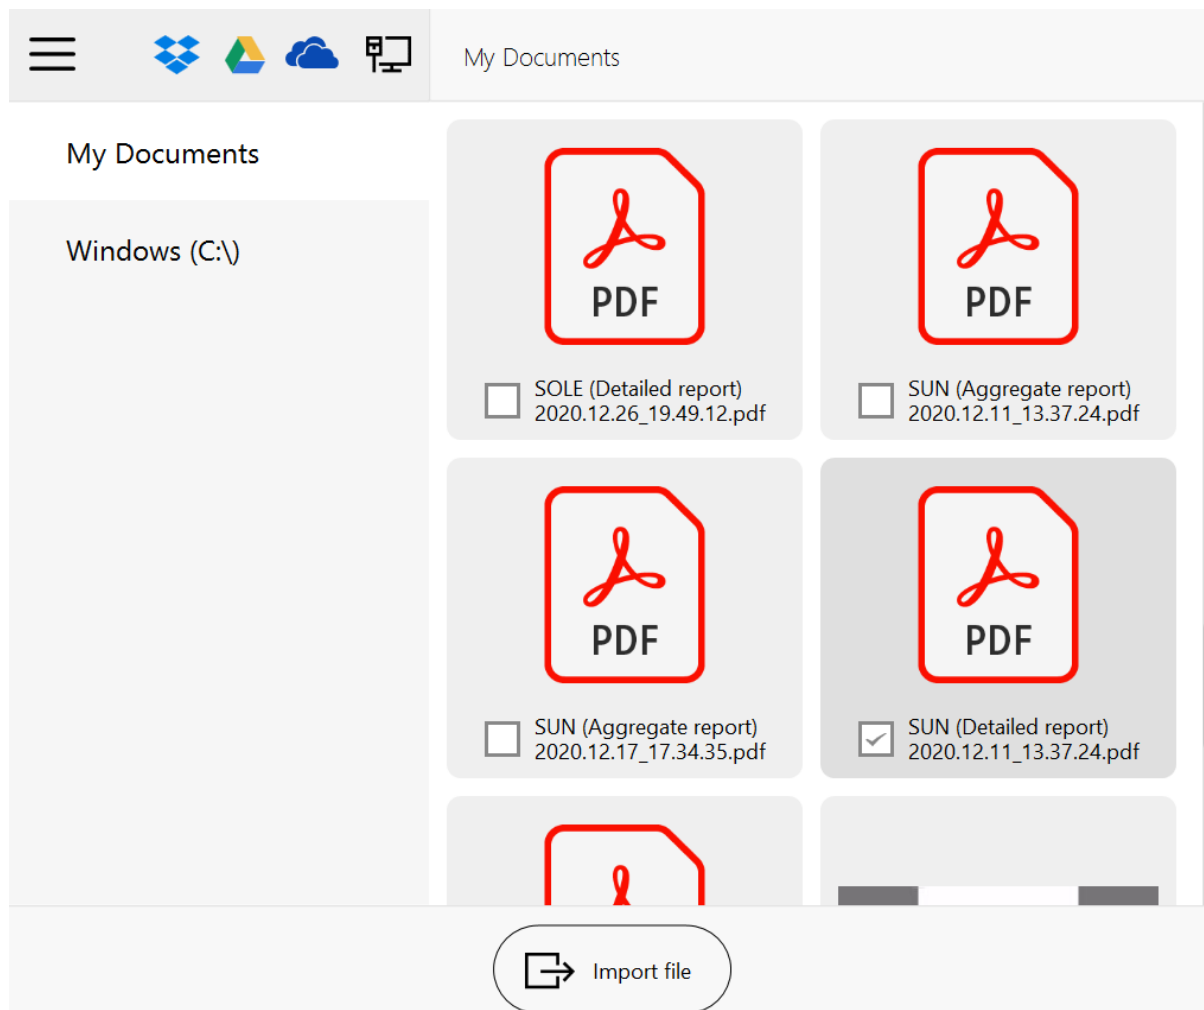 My Documents
My Documents
Windows (C:\)
PDF
SOLE (Detailed report)
2020.12.26_19.49.12.pdf
PDF
SUN (Aggregate report)
2020.12.11_13.37.24.pdf
PDF
SUN (Aggregate report)
2020.12.17_17.34.35.pdf
PDF
SUN (Detailed report)
2020.12.11_13.37.24.pdf
Import file